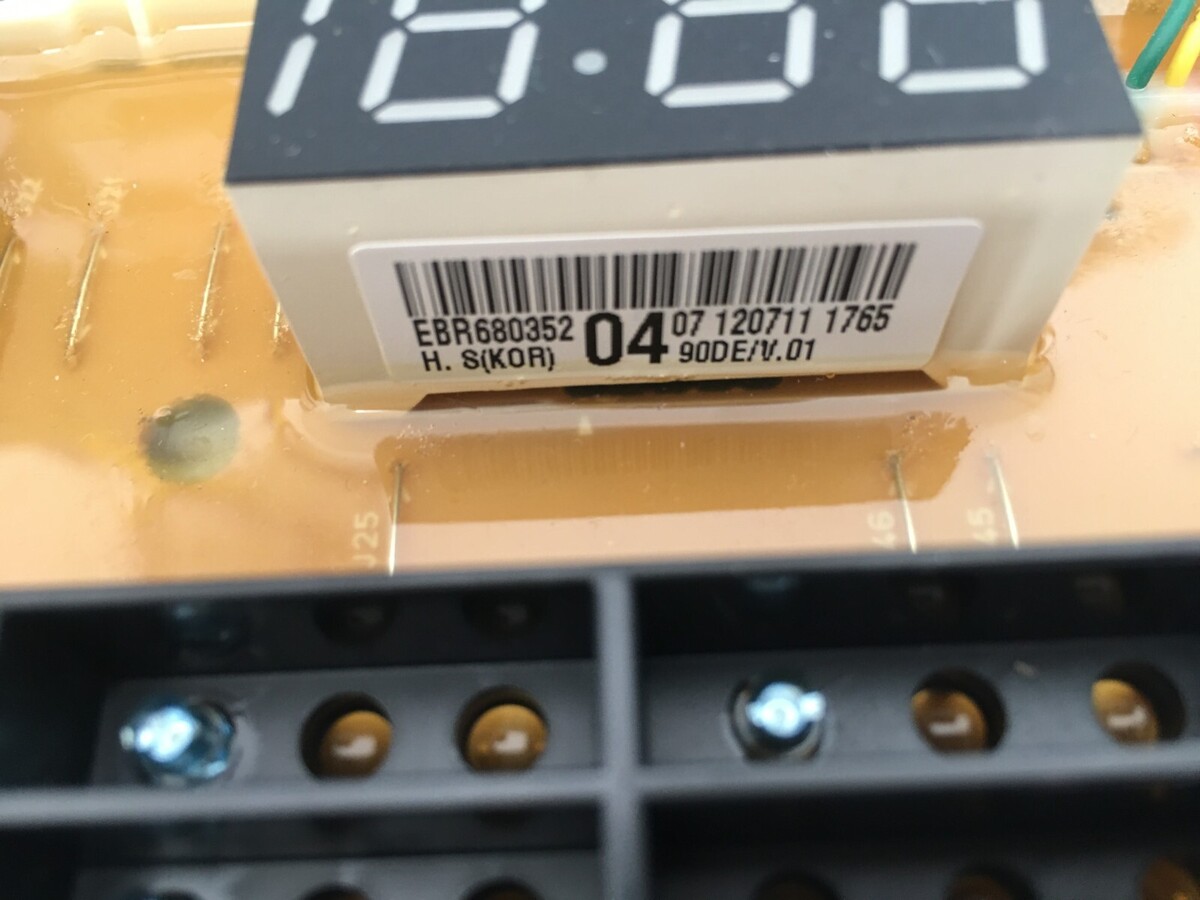 EBR680352 04 07 120711 1765
H. S(KOR) 90DE/V.01
J25
46
45